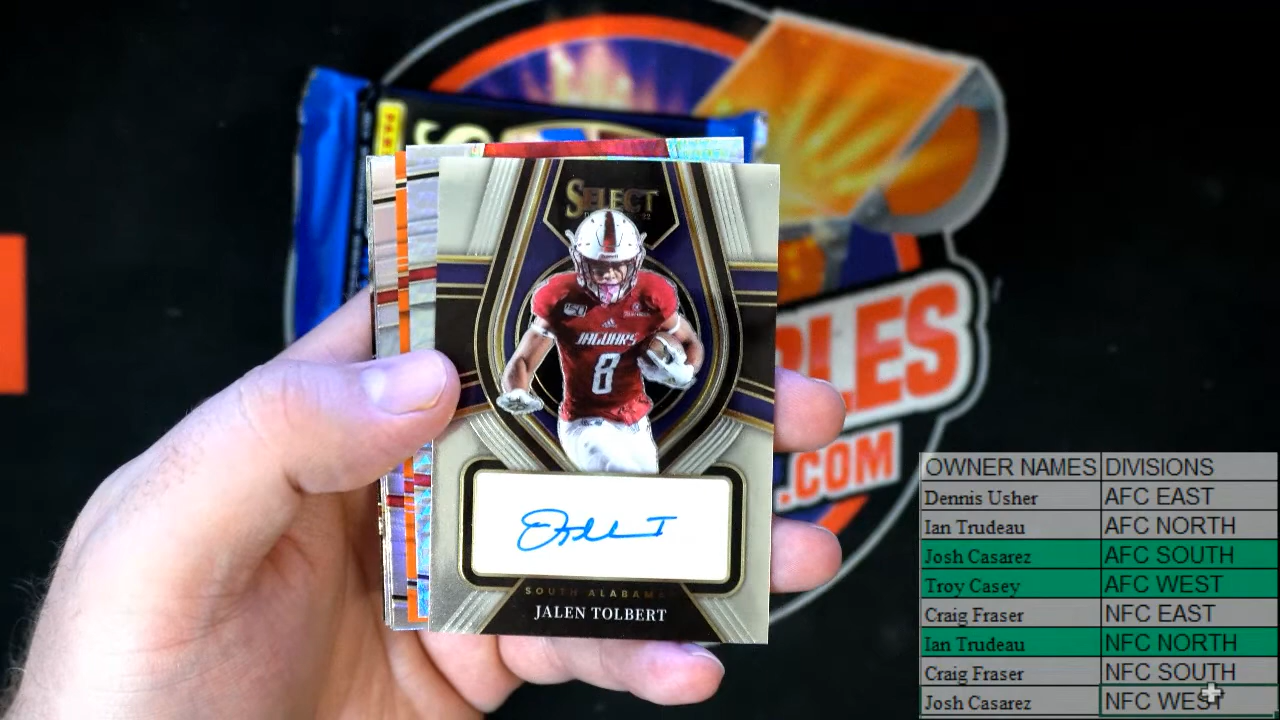 PANINI
SELECT
JAGUARS
8
SOUTH ALABAMA
JALEN TOLBERT
LES
.COM
OWNER NAMES DIVISIONS
Dennis Usher AFC EAST
Ian Trudeau AFC NORTH
Josh Casarez AFC SOUTH
Troy Casey AFC WEST
Craig Fraser NFC EAST
Ian Trudeau NFC NORTH
Craig Fraser NFC SOUTH
Josh Casarez NFC WEST